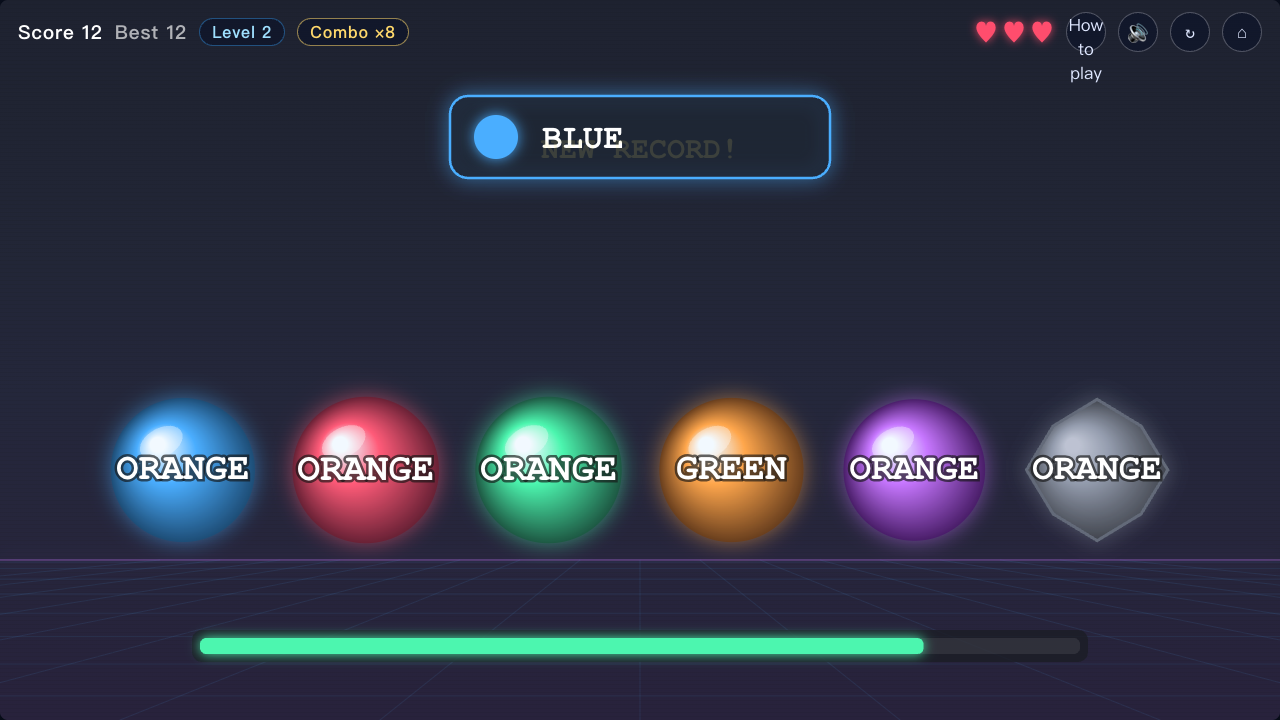 Score 12 Best 12 Level 2 Combo ×8
How
to
play
BLUE
NEW RECORD!
ORANGE ORANGE ORANGE GREEN ORANGE ORANGE